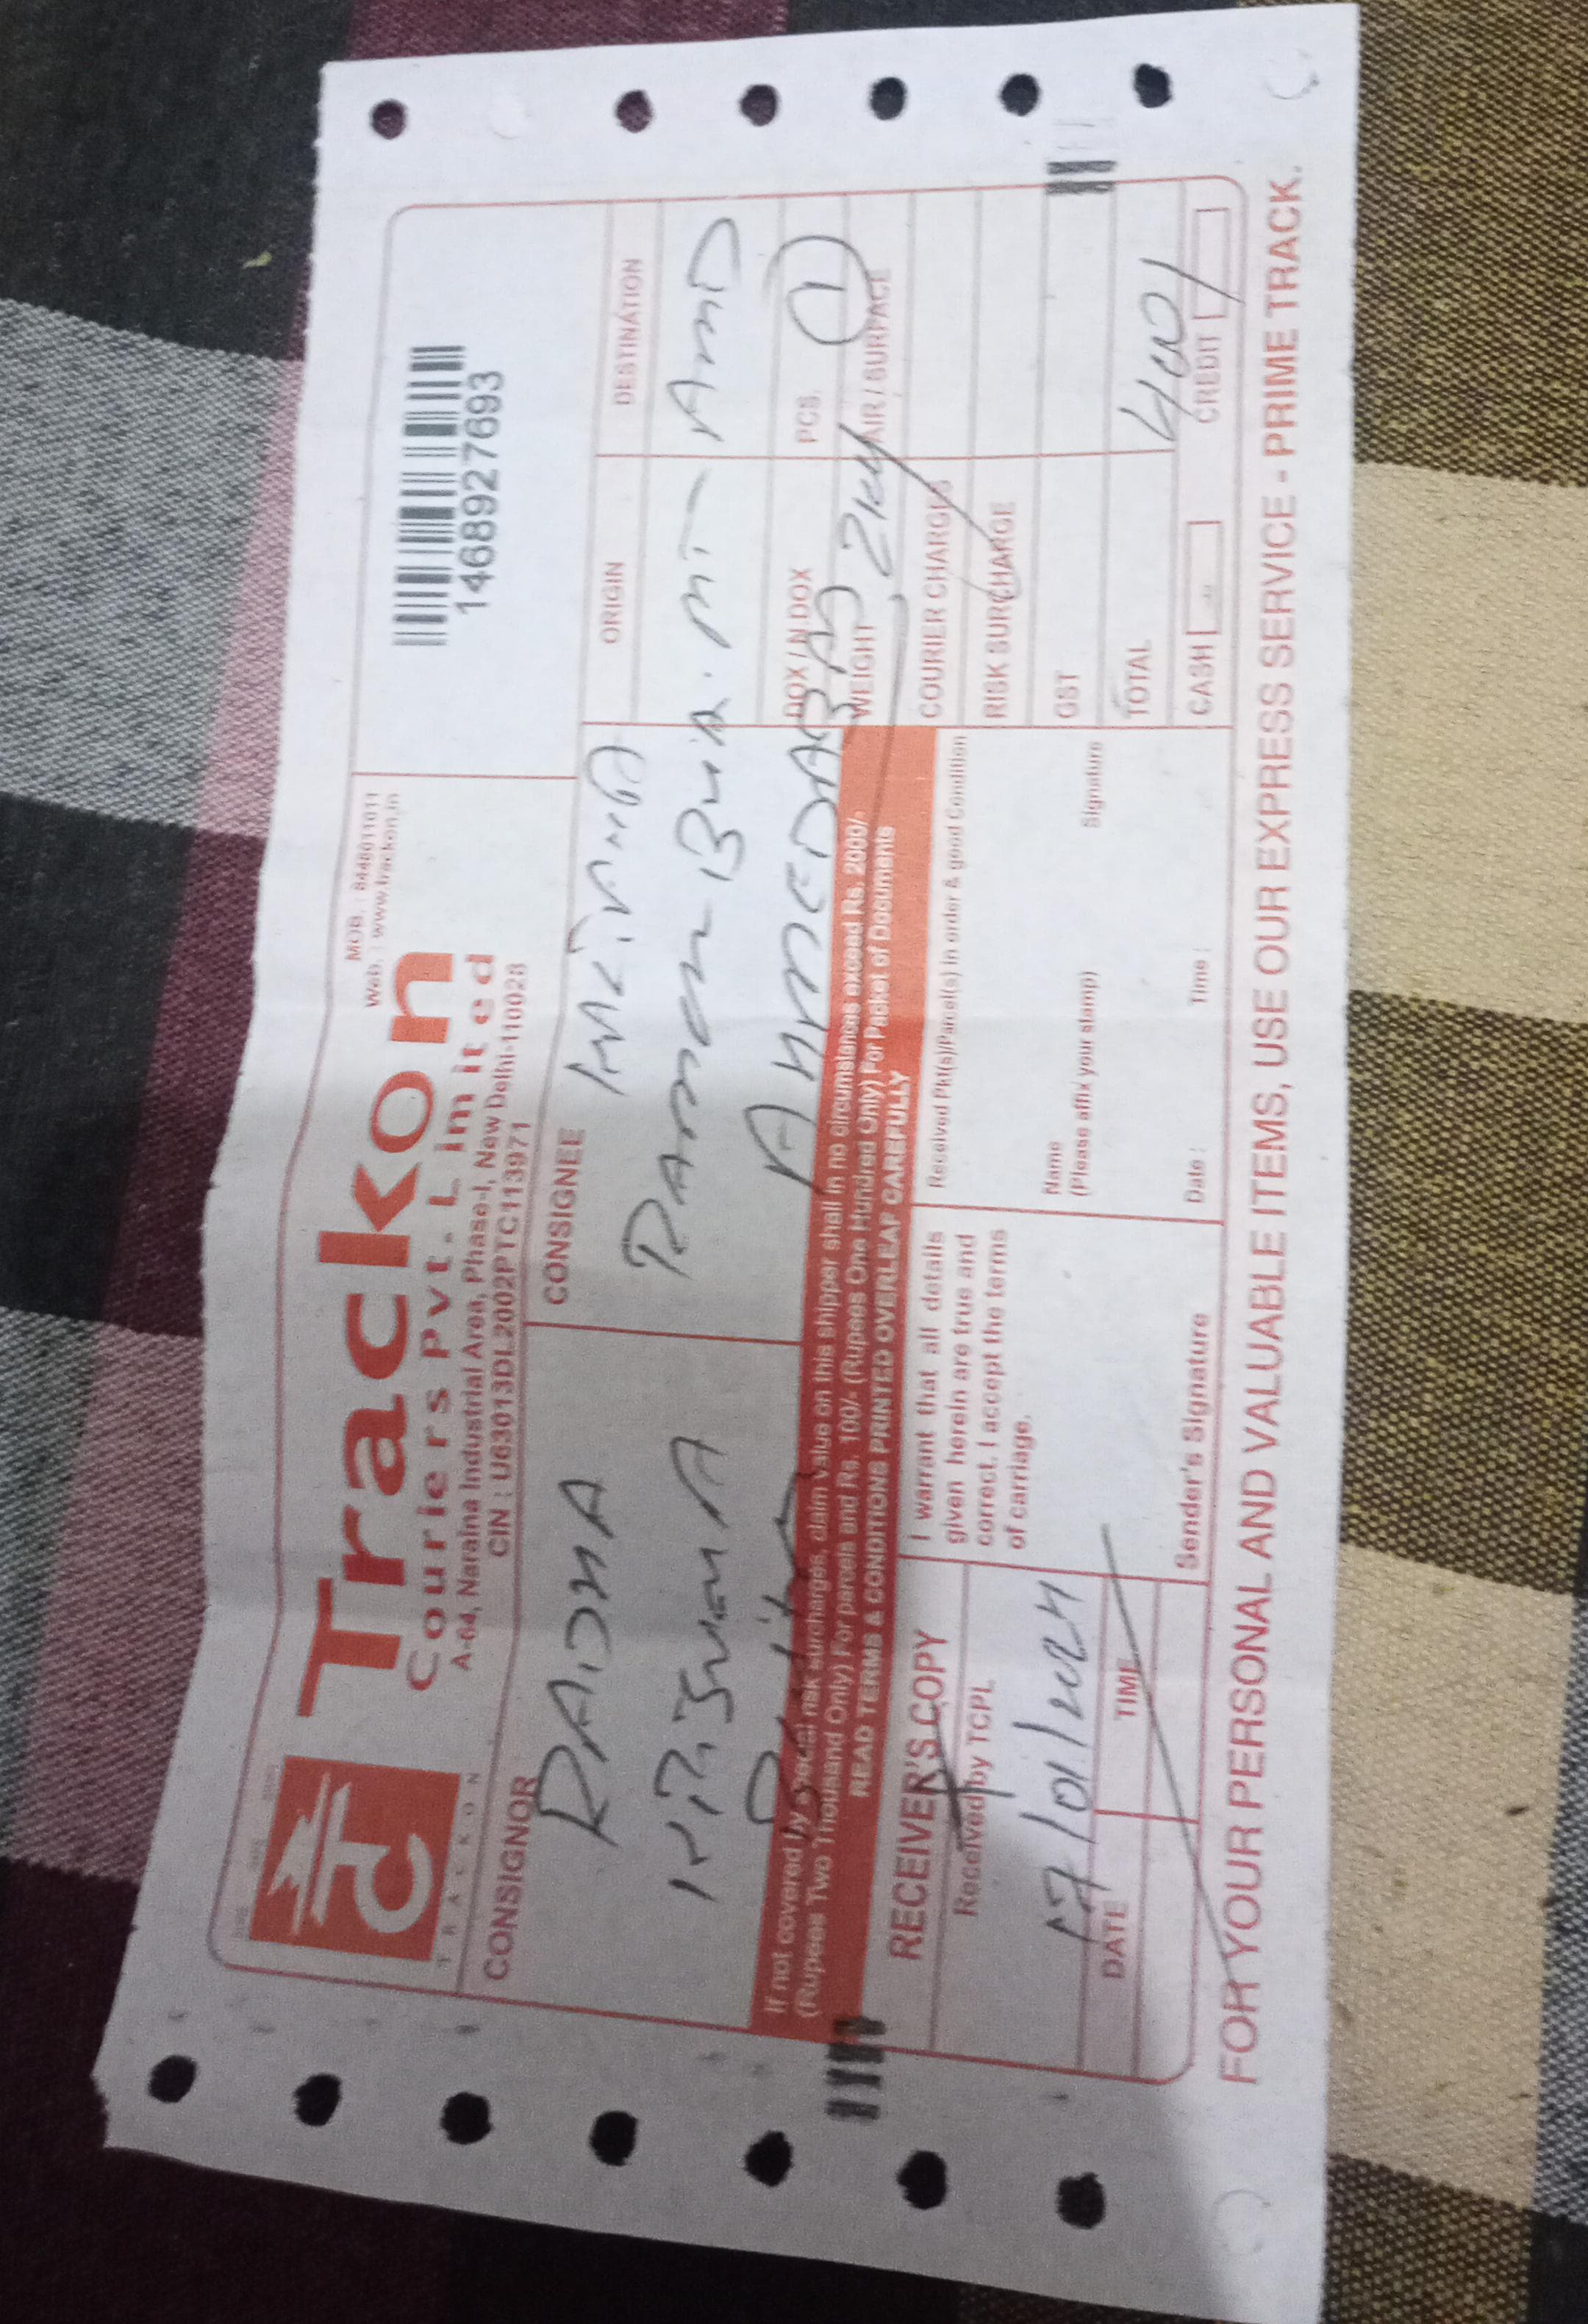 Trackon
Couriers Pvt. Limited
A-64, Naraina Industrial Area, Phase-I, New Delhi-110028
CIN : U63013DL2002PTC113971
MOB. : 8448011011
Web. : www.trackon.in
TRACKON
1468927693
CONSIGNOR
RADHA
KRISHNA
CONSIGNEE
AHMEDABAD
ORIGIN
DESTINATION
AMD
DOX / N DOX
PCS. 1
WEIGHT 2kg
AIR / SURFACE
COURIER CHARGES
RISK SURCHARGE
GST
TOTAL 400/
CASH
CREDIT
If not covered by special risk surcharges, claim value on this shipper shall in no circumstances exceed Rs. 2000/-
(Rupees Two Thousand Only) For parcels and Rs. 100/- (Rupees One Hundred Only) For Packet of Documents
READ TERMS & CONDITIONS PRINTED OVERLEAF CAREFULLY
RECEIVER'S COPY
Received by TCPL
17/01/2024
DATE
TIME
I warrant that all details
given herein are true and
correct. I accept the terms
of carriage.
Sender's Signature
Received Pkt(s)/Parcel(s) in order & good Condition
Name
Signature
(Please affix your stamp)
Date :
Time :
FOR YOUR PERSONAL AND VALUABLE ITEMS, USE OUR EXPRESS SERVICE - PRIME TRACK.